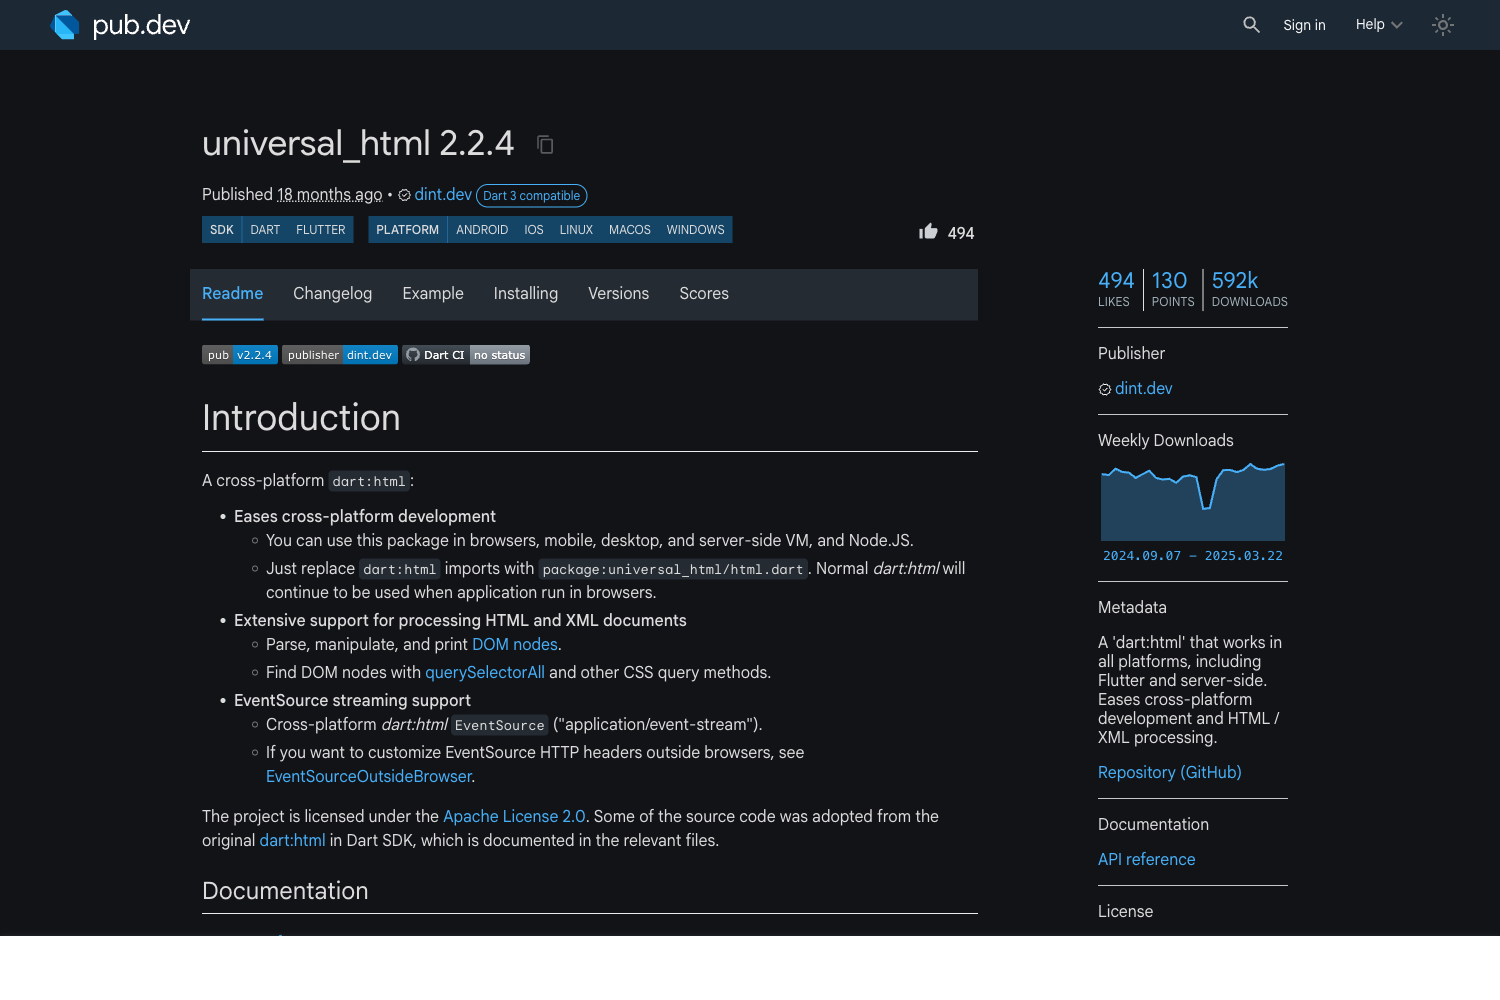 pub.dev
Sign in
Help
universal_html 2.2.4
Published 18 months ago • dint.dev Dart 3 compatible
SDK DART FLUTTER PLATFORM ANDROID IOS LINUX MACOS WINDOWS
494
Readme Changelog Example Installing Versions Scores
pub v2.2.4 publisher dint.dev Dart CI no status
Introduction
A cross-platform dart:html:
• Eases cross-platform development
You can use this package in browsers, mobile, desktop, and server-side VM, and Node.JS.
Just replace dart:html imports with package:universal_html/html.dart. Normal dart:html will
continue to be used when application run in browsers.
• Extensive support for processing HTML and XML documents
Parse, manipulate, and print DOM nodes.
Find DOM nodes with querySelectorAll and other CSS query methods.
• EventSource streaming support
Cross-platform dart:html EventSource ("application/event-stream").
If you want to customize EventSource HTTP headers outside browsers, see
EventSourceOutsideBrowser.
The project is licensed under the Apache License 2.0. Some of the source code was adopted from the
original dart:html in Dart SDK, which is documented in the relevant files.
Documentation
494 130 592k
LIKES POINTS DOWNLOADS
Publisher
dint.dev
Weekly Downloads
2024.09.07 – 2025.03.22
Metadata
A 'dart:html' that works in
all platforms, including
Flutter and server-side.
Eases cross-platform
development and HTML /
XML processing.
Repository (GitHub)
Documentation
API reference
License